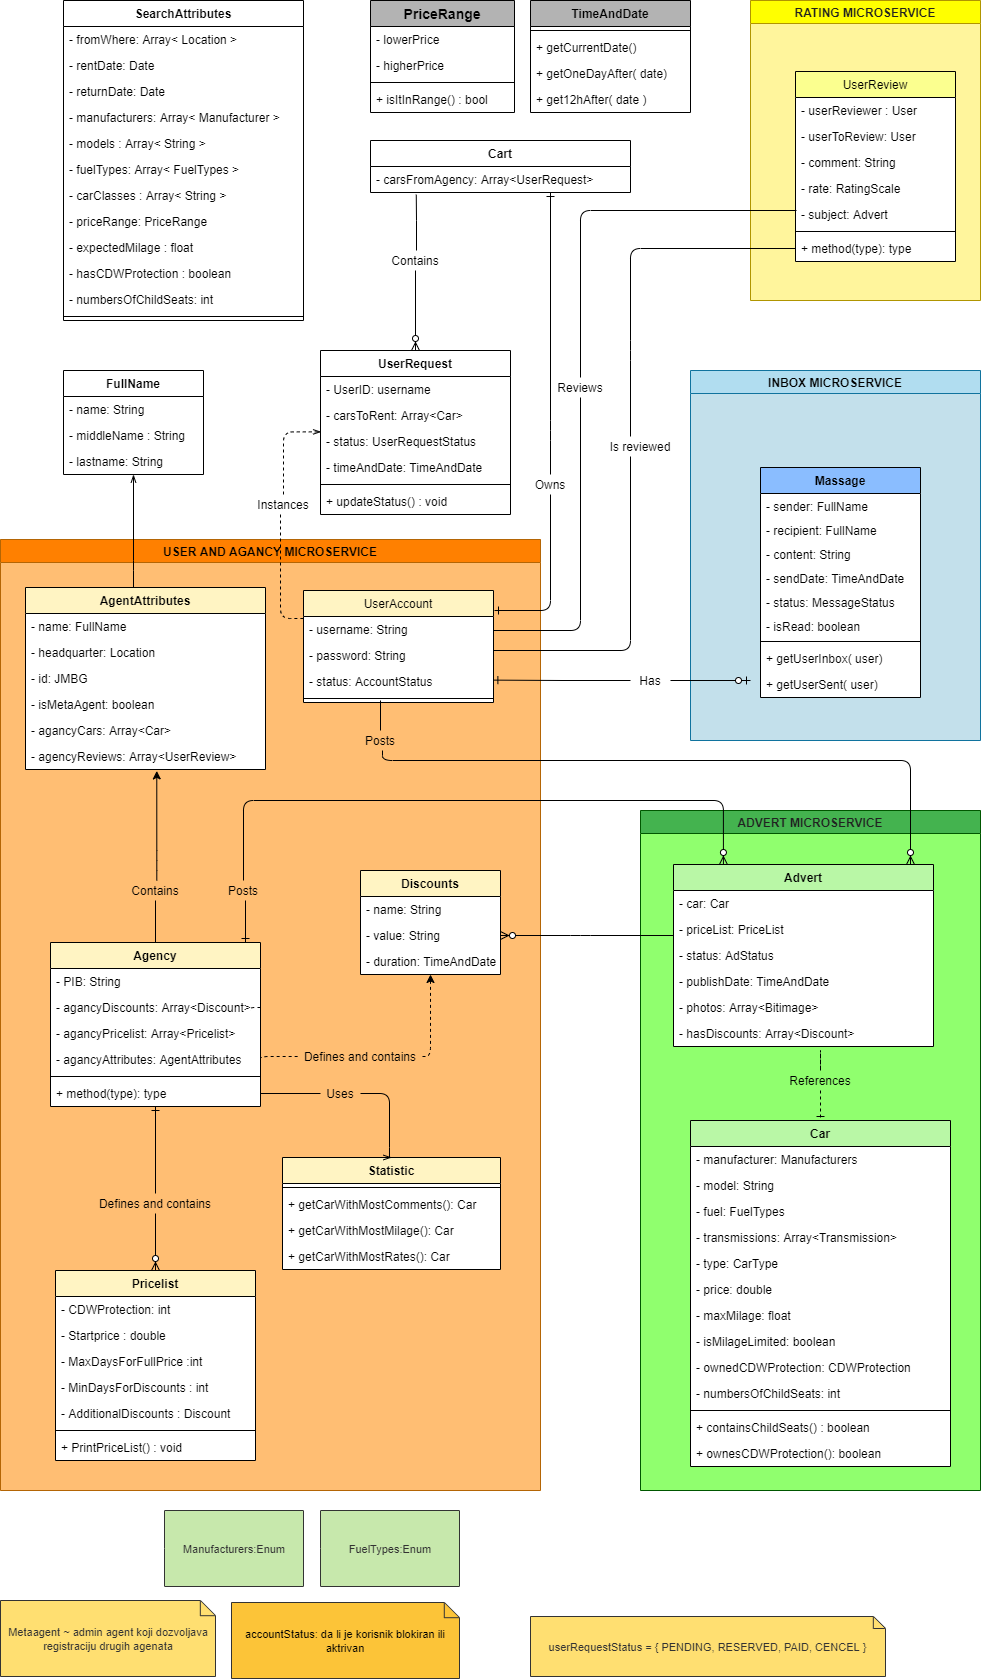 SearchAttributes
- fromWhere: Array< Location >
- rentDate: Date
- returnDate: Date
- manufacturers: Array< Manufacturer >
- models : Array< String >
- fuelTypes: Array< FuelTypes >
- carClasses : Array< String >
- priceRange: PriceRange
- expectedMilage : float
- hasCDWProtection : boolean
- numbersOfChildSeats: int
PriceRange
- lowerPrice
- higherPrice
+ isItInRange() : bool
TimeAndDate
+ getCurrentDate()
+ getOneDayAfter( date)
+ get12hAfter( date )
RATING MICROSERVICE
UserReview
- userReviewer : User
- userToReview: User
- comment: String
- rate: RatingScale
- subject: Advert
+ method(type): type
Cart
- carsFromAgency: Array<UserRequest>
Contains
UserRequest
- UserID: username
- carsToRent: Array<Car>
- status: UserRequestStatus
- timeAndDate: TimeAndDate
+ updateStatus() : void
Reviews
Is reviewed
Owns
Instances
FullName
- name: String
- middleName : String
- lastname: String
INBOX MICROSERVICE
Massage
- sender: FullName
- recipient: FullName
- content: String
- sendDate: TimeAndDate
- status: MessageStatus
- isRead: boolean
+ getUserInbox( user)
+ getUserSent( user)
USER AND AGANCY MICROSERVICE
AgentAttributes
- name: FullName
- headquarter: Location
- id: JMBG
- isMetaAgent: boolean
- agancyCars: Array<Car>
- agencyReviews: Array<UserReview>
UserAccount
- username: String
- password: String
- status: AccountStatus
Has
Posts
Contains
Posts
Discounts
- name: String
- value: String
- duration: TimeAndDate
ADVERT MICROSERVICE
Advert
- car: Car
- priceList: PriceList
- status: AdStatus
- publishDate: TimeAndDate
- photos: Array<Bitimage>
- hasDiscounts: Array<Discount>
Agency
- PIB: String
- agancyDiscounts: Array<Discount>
- agancyPricelist: Array<Pricelist>
- agancyAttributes: AgentAttributes
+ method(type): type
Defines and contains
Uses
References
Statistic
+ getCarWithMostComments(): Car
+ getCarWithMostMilage(): Car
+ getCarWithMostRates(): Car
Defines and contains
Car
- manufacturer: Manufacturers
- model: String
- fuel: FuelTypes
- transmissions: Array<Transmission>
- type: CarType
- price: double
- maxMilage: float
- isMilageLimited: boolean
- ownedCDWProtection: CDWProtection
- numbersOfChildSeats: int
+ containsChildSeats() : boolean
+ ownesCDWProtection(): boolean
Pricelist
- CDWProtection: int
- Startprice : double
- MaxDaysForFullPrice :int
- MinDaysForDiscounts : int
- AdditionalDiscounts : Discount
+ PrintPriceList() : void
Manufacturers:Enum
FuelTypes:Enum
Metaagent ~ admin agent koji dozvoljava
registraciju drugih agenata
accountStatus: da li je korisnik blokiran ili
aktrivan
userRequestStatus = { PENDING, RESERVED, PAID, CENCEL }